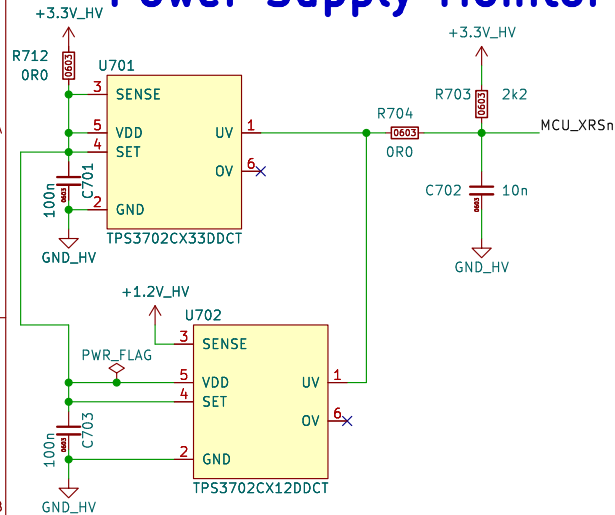 Power Supply Monitor
+3.3V_HV
R712
0603
0R0
U701
3 SENSE
5 VDD
4 SET
2 GND
UV 1
OV 6
C701
100n
0603
TPS3702CX33DDCT
GND_HV
R704
0603
0R0
+3.3V_HV
R703
0603
2k2
MCU_XRSn
C702
0603
10n
GND_HV
+1.2V_HV
U702
PWR_FLAG
3 SENSE
5 VDD
4 SET
2 GND
UV 1
OV 6
C703
100n
0603
TPS3702CX12DDCT
GND_HV